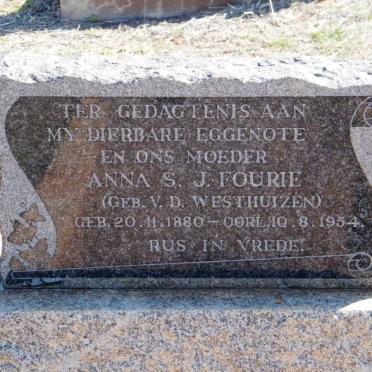 TER GEDAGTENIS AAN
MY DIERBARE EGGENOTE
EN ONS MOEDER
ANNA S. J. FOURIE
(GEB. V. D. WESTHUIZEN)
GEB. 20. 11. 1880 – OORL. 10. 8. 1954.
RUS IN VREDE.